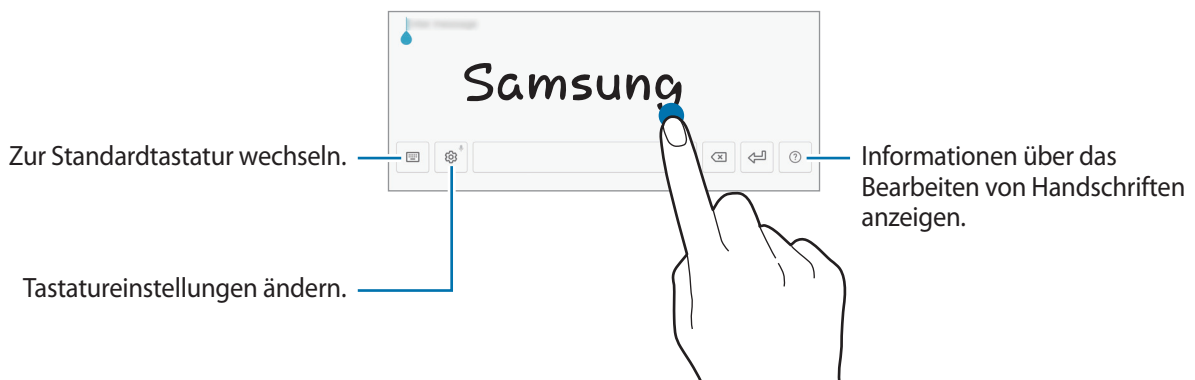 Samsung
Zur Standardtastatur wechseln.
Informationen über das
Bearbeiten von Handschriften
anzeigen.
Tastatureinstellungen ändern.